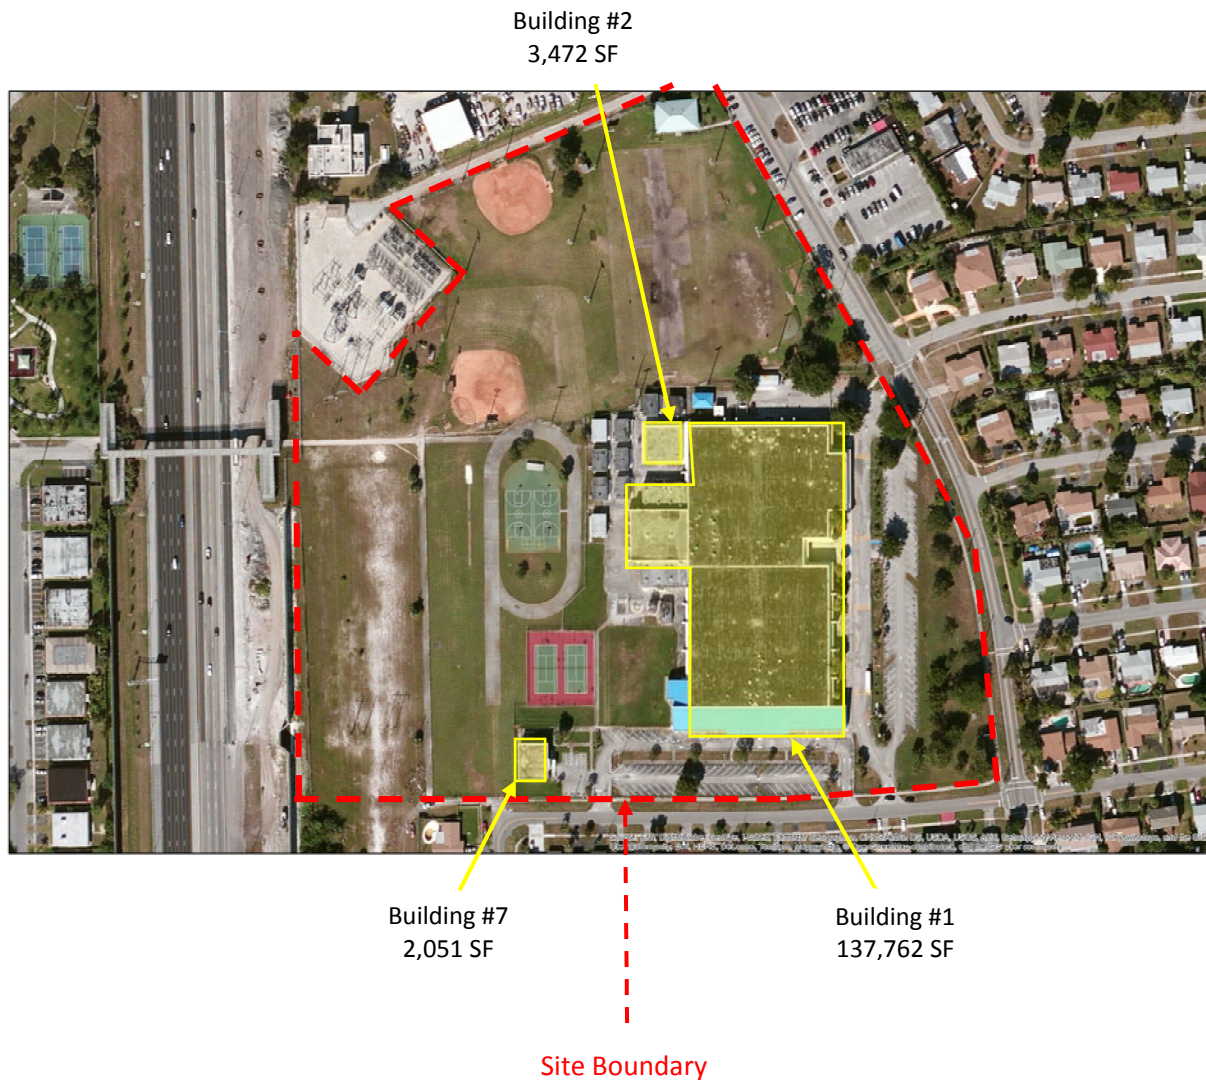 Building #2
3,472 SF
Building #7
2,051 SF
Building #1
137,762 SF
Site Boundary